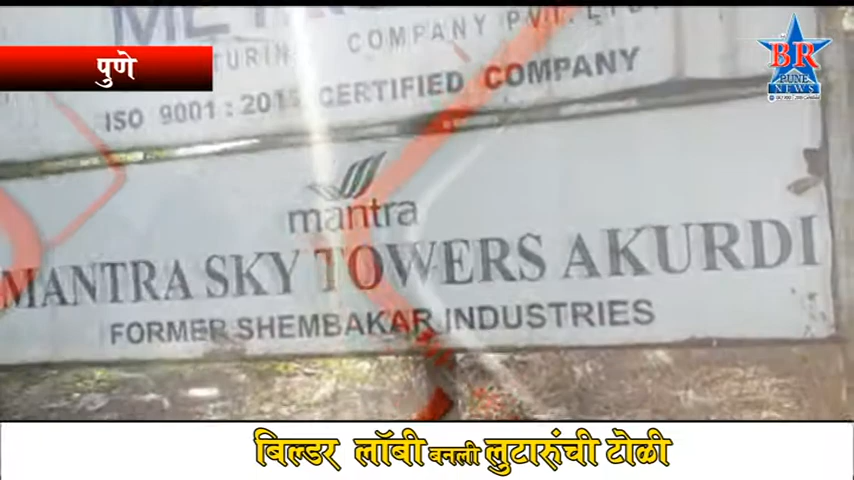 COMPANY PVT. L
ISO 9001 : 2015 CERTIFIED COMPANY
पुणे
BR
PUNE
NEWS
mantra
MANTRA SKY TOWERS AKURDI
FORMER SHEMBAKAR INDUSTRIES
बिल्डर लॉबी बनली लुटारुंची टोळी